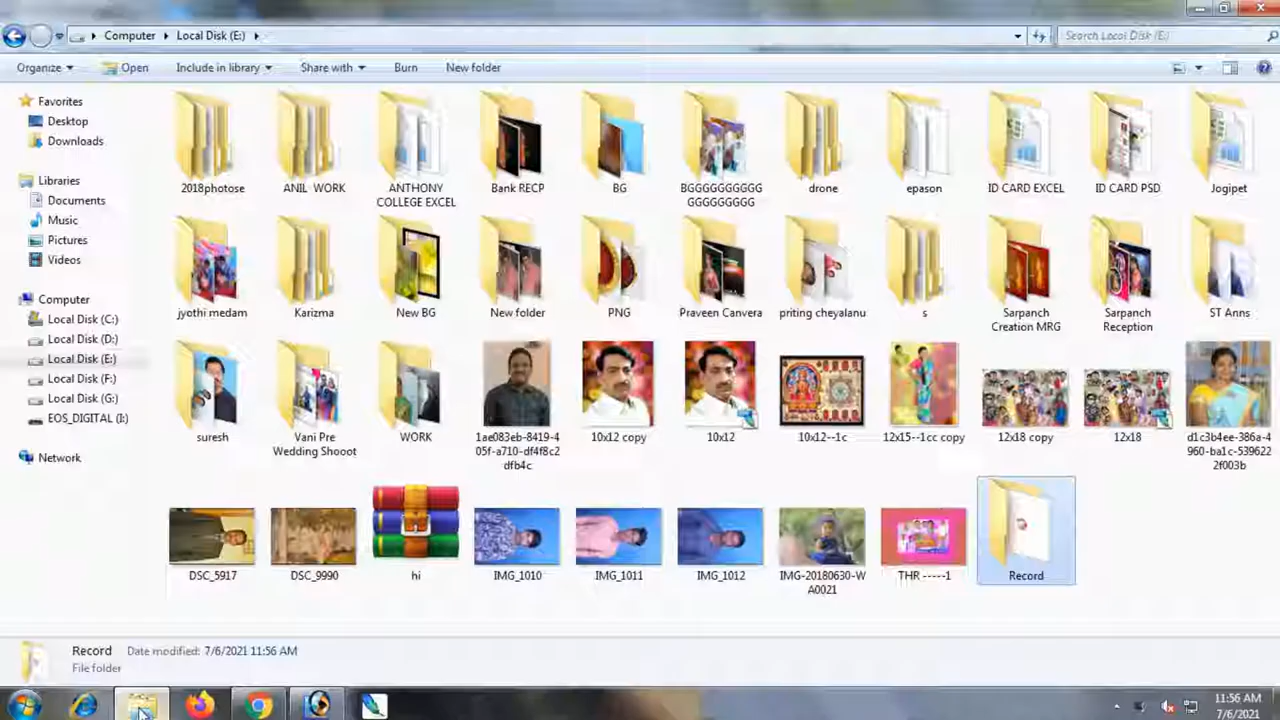 Computer Local Disk (E:)
Search Local Disk (E:)
Organize Open Include in library Share with Burn New folder
Favorites
Desktop
Downloads
Libraries
Documents
Music
Pictures
Videos
Computer
Local Disk (C:)
Local Disk (D:)
Local Disk (E:)
Local Disk (F:)
Local Disk (G:)
EOS_DIGITAL (I:)
Network
2018photose
ANIL WORK
ANTHONY
COLLEGE EXCEL
Bank RECP
BG
BGGGGGGGGGG
GGGGGGGGG
drone
epason
ID CARD EXCEL
ID CARD PSD
Jogipet
jyothi medam
Karizma
New BG
New folder
PNG
Praveen Canvera
priting cheyalanu
s
Sarpanch
Creation MRG
Sarpanch
Reception
ST Anns
suresh
Vani Pre
Wedding Shooot
WORK
1ae083eb-8419-4
05f-a710-df4f8c2
dfb4c
10x12 copy
10x12
10x12--1c
12x15--1cc copy
12x18 copy
12x18
d1c3b4ee-386a-4
960-ba1c-539622
2f003b
DSC_5917
DSC_9990
hi
IMG_1010
IMG_1011
IMG_1012
IMG-20180630-W
A0021
THR -----1
Record
Record Date modified: 7/6/2021 11:56 AM
File folder
11:56 AM
7/6/2021